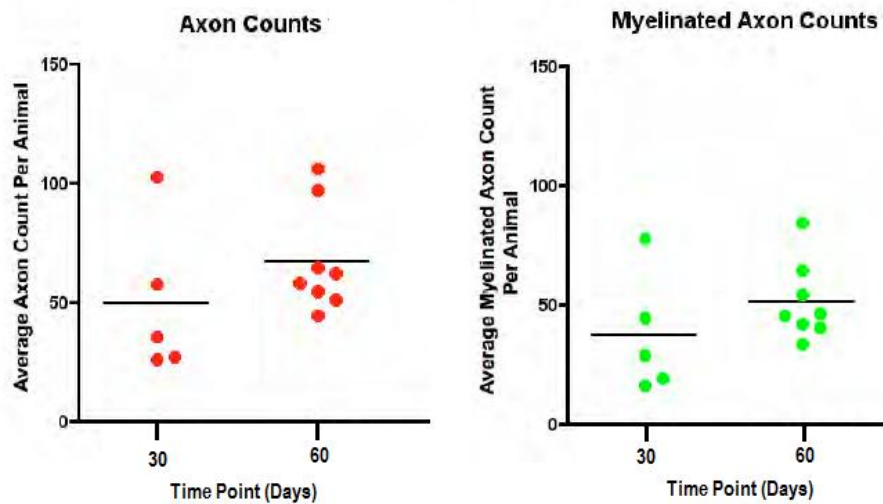 Axon Counts
Average Axon Count Per Animal
150
100
50
0
30
60
Time Point (Days)
Myelinated Axon Counts
Average Myelinated Axon Count
Per Animal
150
100
50
0
30
60
Time Point (Days)